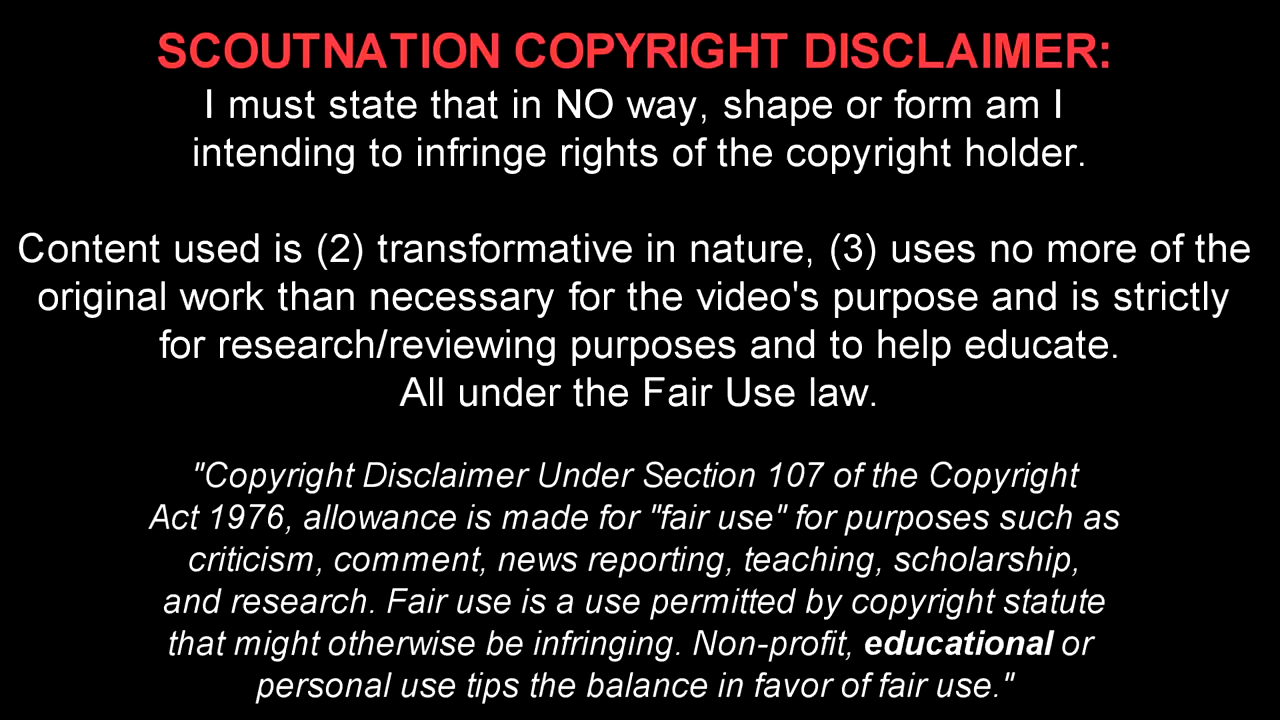 SCOUTNATION COPYRIGHT DISCLAIMER:
I must state that in NO way, shape or form am I
intending to infringe rights of the copyright holder.
Content used is (2) transformative in nature, (3) uses no more of the
original work than necessary for the video's purpose and is strictly
for research/reviewing purposes and to help educate.
All under the Fair Use law.
"Copyright Disclaimer Under Section 107 of the Copyright
Act 1976, allowance is made for "fair use" for purposes such as
criticism, comment, news reporting, teaching, scholarship,
and research. Fair use is a use permitted by copyright statute
that might otherwise be infringing. Non-profit, educational or
personal use tips the balance in favor of fair use."